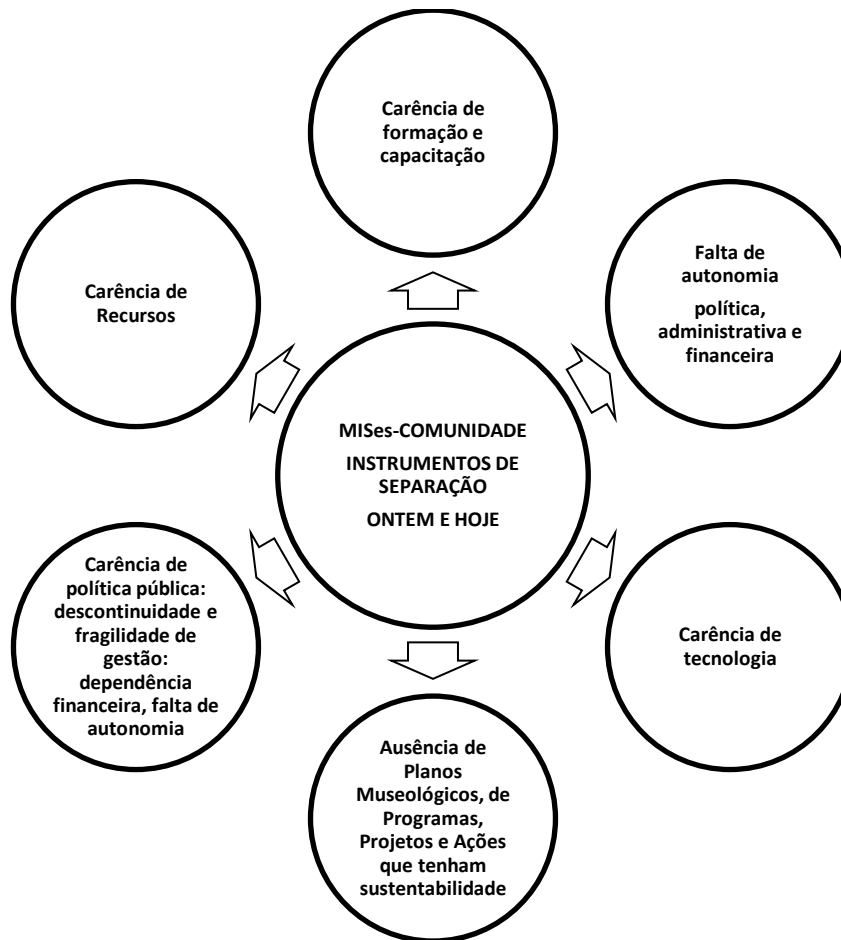 Carência de
formação e
capacitação
Carência de
Recursos
Falta de
autonomia
política,
administrativa e
financeira
MISes-COMUNIDADE
INSTRUMENTOS DE
SEPARAÇÃO
ONTEM E HOJE
Carência de
política pública:
descontinuidade e
fragilidade de
gestão:
dependência
financeira, falta de
autonomia
Carência de
tecnologia
Ausência de
Planos
Museológicos, de
Programas,
Projetos e Ações
que tenham
sustentabilidade